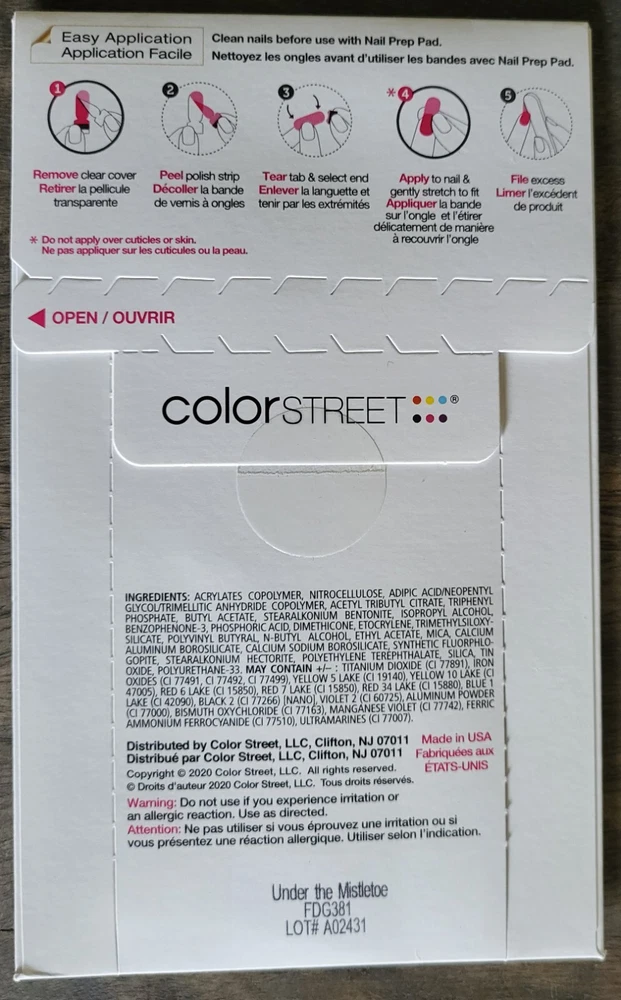 Easy Application
Application Facile
Clean nails before use with Nail Prep Pad.
Nettoyez les ongles avant d'utiliser les bandes avec Nail Prep Pad.
1
2
3
* 4
5
Remove clear cover
Retirer la pellicule
transparente
Peel polish strip
Décoller la bande
de vernis à ongles
Tear tab & select end
Enlever la languette et
tenir par les extrémités
Apply to nail &
gently stretch to fit
Appliquer la bande
sur l'ongle et l'étirer
délicatement de manière
à recouvrir l'ongle
File excess
Limer l'excédent
de produit
* Do not apply over cuticles or skin.
Ne pas appliquer sur les cuticules ou la peau.
OPEN / OUVRIR
colorSTREET ®
INGREDIENTS: ACRYLATES COPOLYMER, NITROCELLULOSE, ADIPIC ACID/NEOPENTYL
GLYCOL/TRIMELLITIC ANHYDRIDE COPOLYMER, ACETYL TRIBUTYL CITRATE, TRIPHENYL
PHOSPHATE, BUTYL ACETATE, STEARALKONIUM BENTONITE, ISOPROPYL ALCOHOL,
BENZOPHENONE-3, PHOSPHORIC ACID, DIMETHICONE, ETOCRYLENE, TRIMETHYLSILOXY-
SILICATE, POLYVINYL BUTYRAL, N-BUTYL ALCOHOL, ETHYL ACETATE, MICA, CALCIUM
ALUMINUM BOROSILICATE, CALCIUM SODIUM BOROSILICATE, SYNTHETIC FLUORPHLO-
GOPITE, STEARALKONIUM HECTORITE, POLYETHYLENE TEREPHTHALATE, SILICA, TIN
OXIDE, POLYURETHANE-33. MAY CONTAIN +/- : TITANIUM DIOXIDE (CI 77891), IRON
OXIDES (CI 77491, CI 77492, CI 77499), YELLOW 5 LAKE (CI 19140), YELLOW 10 LAKE (CI
47005), RED 6 LAKE (CI 15850), RED 7 LAKE (CI 15850), RED 34 LAKE (CI 15880), BLUE 1
LAKE (CI 42090), BLACK 2 (CI 77266) [NANO], VIOLET 2 (CI 60725), ALUMINUM POWDER
(CI 77000), BISMUTH OXYCHLORIDE (CI 77163), MANGANESE VIOLET (CI 77742), FERRIC
AMMONIUM FERROCYANIDE (CI 77510), ULTRAMARINES (CI 77007).
Distributed by Color Street, LLC, Clifton, NJ 07011
Distribué par Color Street, LLC, Clifton, NJ 07011
Made in USA
Fabriquées aux
ÉTATS-UNIS
Copyright © 2020 Color Street, LLC. All rights reserved.
© Droits d'auteur 2020 Color Street, LLC. Tous droits réservés.
Warning: Do not use if you experience irritation or
an allergic reaction. Use as directed.
Attention: Ne pas utiliser si vous éprouvez une irritation ou si
vous présentez une réaction allergique. Utiliser selon l'indication.
Under the Mistletoe
FDG381
LOT# A02431